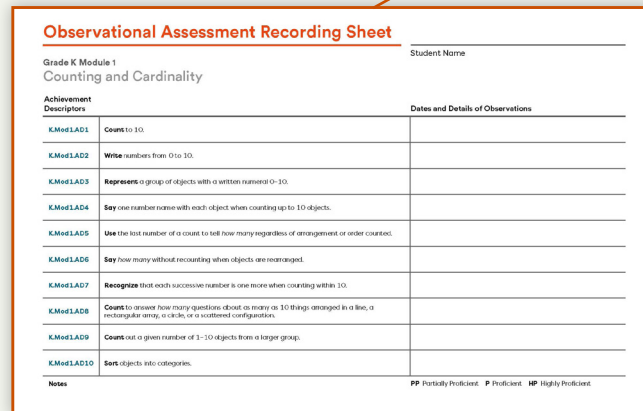 Observational Assessment Recording Sheet
Student Name
Grade K Module 1
Counting and Cardinality
Achievement
Descriptors
Dates and Details of Observations
K.Mod1.AD1 Count to 10.
K.Mod1.AD2 Write numbers from 0 to 10.
K.Mod1.AD3 Represent a group of objects with a written numeral 0–10.
K.Mod1.AD4 Say one number name with each object when counting up to 10 objects.
K.Mod1.AD5 Use the last number of a count to tell how many regardless of arrangement or order counted.
K.Mod1.AD6 Say how many without recounting when objects are rearranged.
K.Mod1.AD7 Recognize that each successive number is one more when counting within 10.
K.Mod1.AD8 Count to answer how many questions about as many as 10 things arranged in a line, a
rectangular array, a circle, or a scattered configuration.
K.Mod1.AD9 Count out a given number of 1–10 objects from a larger group.
K.Mod1.AD10 Sort objects into categories.
Notes
PP Partially Proficient P Proficient HP Highly Proficient